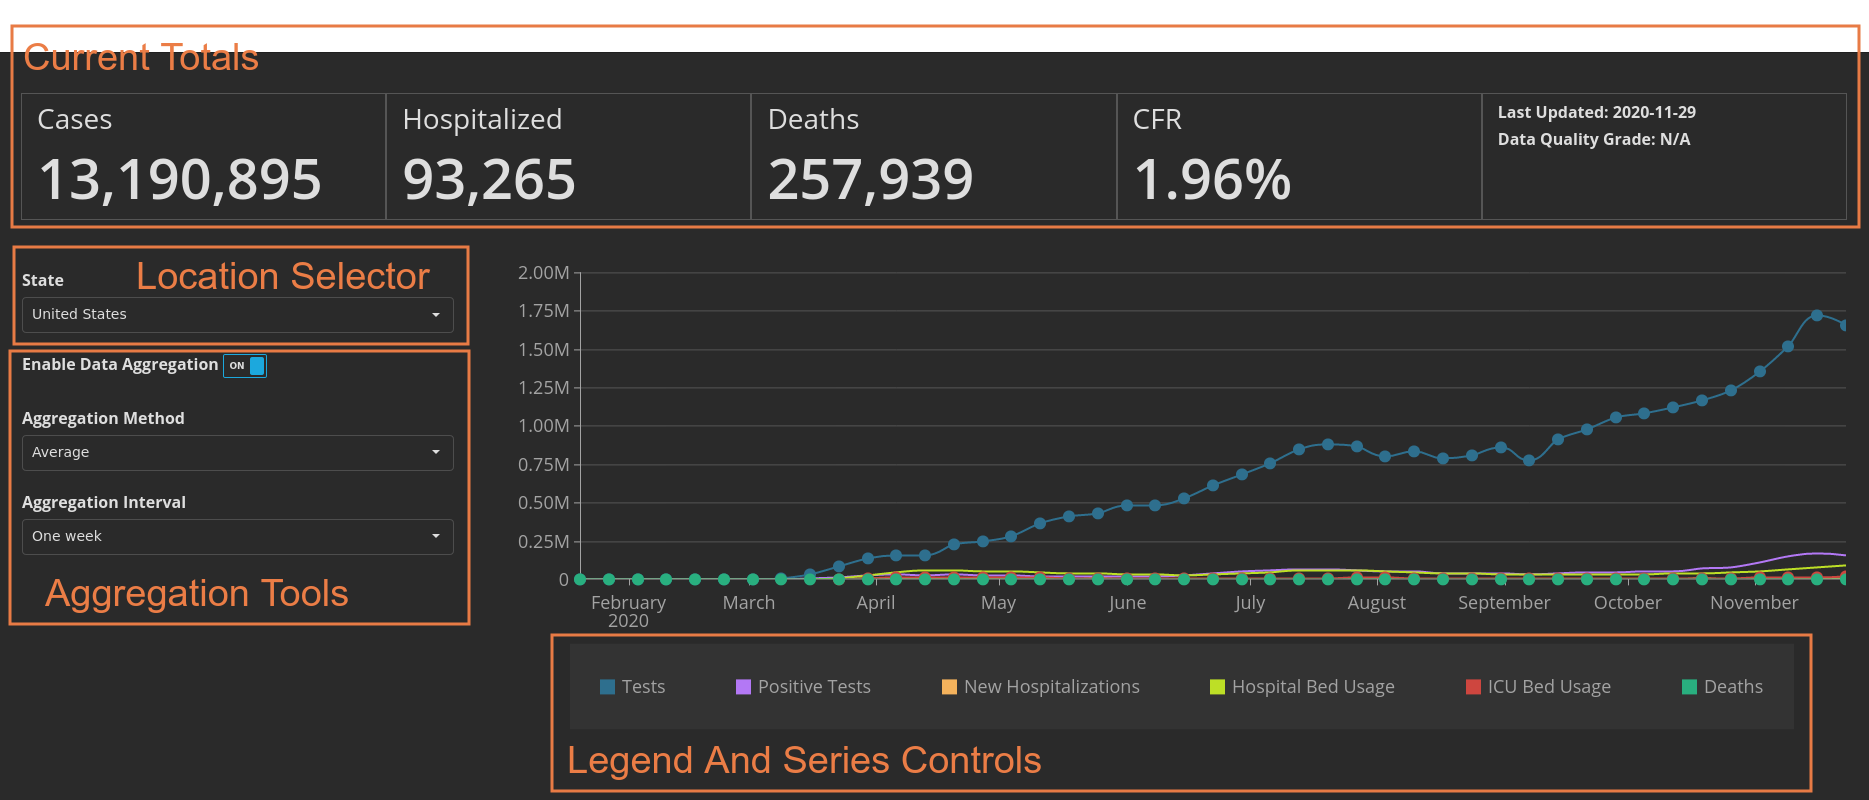 Current Totals
Cases
13,190,895
Hospitalized
93,265
Deaths
257,939
CFR
1.96%
Last Updated: 2020-11-29
Data Quality Grade: N/A
Location Selector
State
United States
Enable Data Aggregation ON
Aggregation Method
Average
Aggregation Interval
One week
Aggregation Tools
2.00M
1.75M
1.50M
1.25M
1.00M
0.75M
0.50M
0.25M
0
February March April May June July August September October November
2020
Tests Positive Tests New Hospitalizations Hospital Bed Usage ICU Bed Usage Deaths
Legend And Series Controls